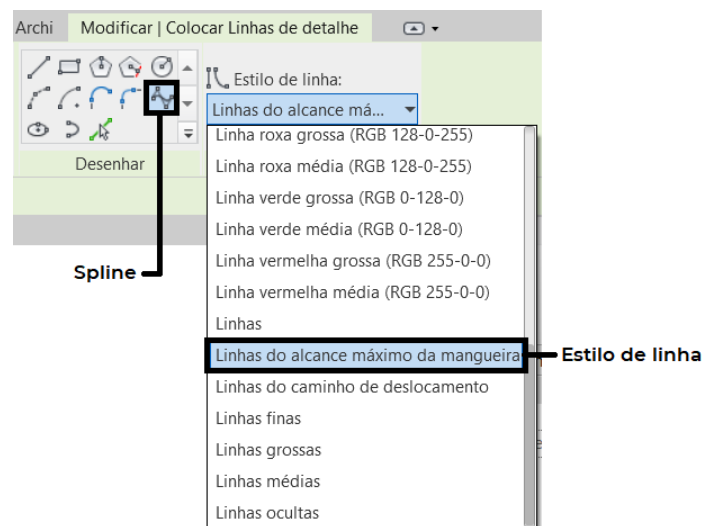 Archi Modificar | Colocar Linhas de detalhe
Estilo de linha:
Linhas do alcance má...
Desenhar
Linha roxa grossa (RGB 128-0-255)
Linha roxa média (RGB 128-0-255)
Linha verde grossa (RGB 0-128-0)
Linha verde média (RGB 0-128-0)
Linha vermelha grossa (RGB 255-0-0)
Spline
Linha vermelha média (RGB 255-0-0)
Linhas
Linhas do alcance máximo da mangueira
Estilo de linha
Linhas do caminho de deslocamento
Linhas finas
Linhas grossas
Linhas médias
Linhas ocultas